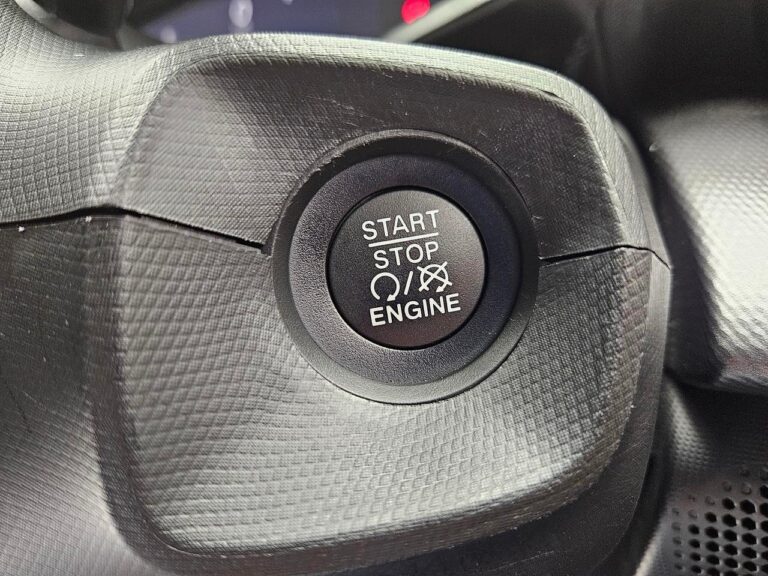 START
STOP
/
ENGINE